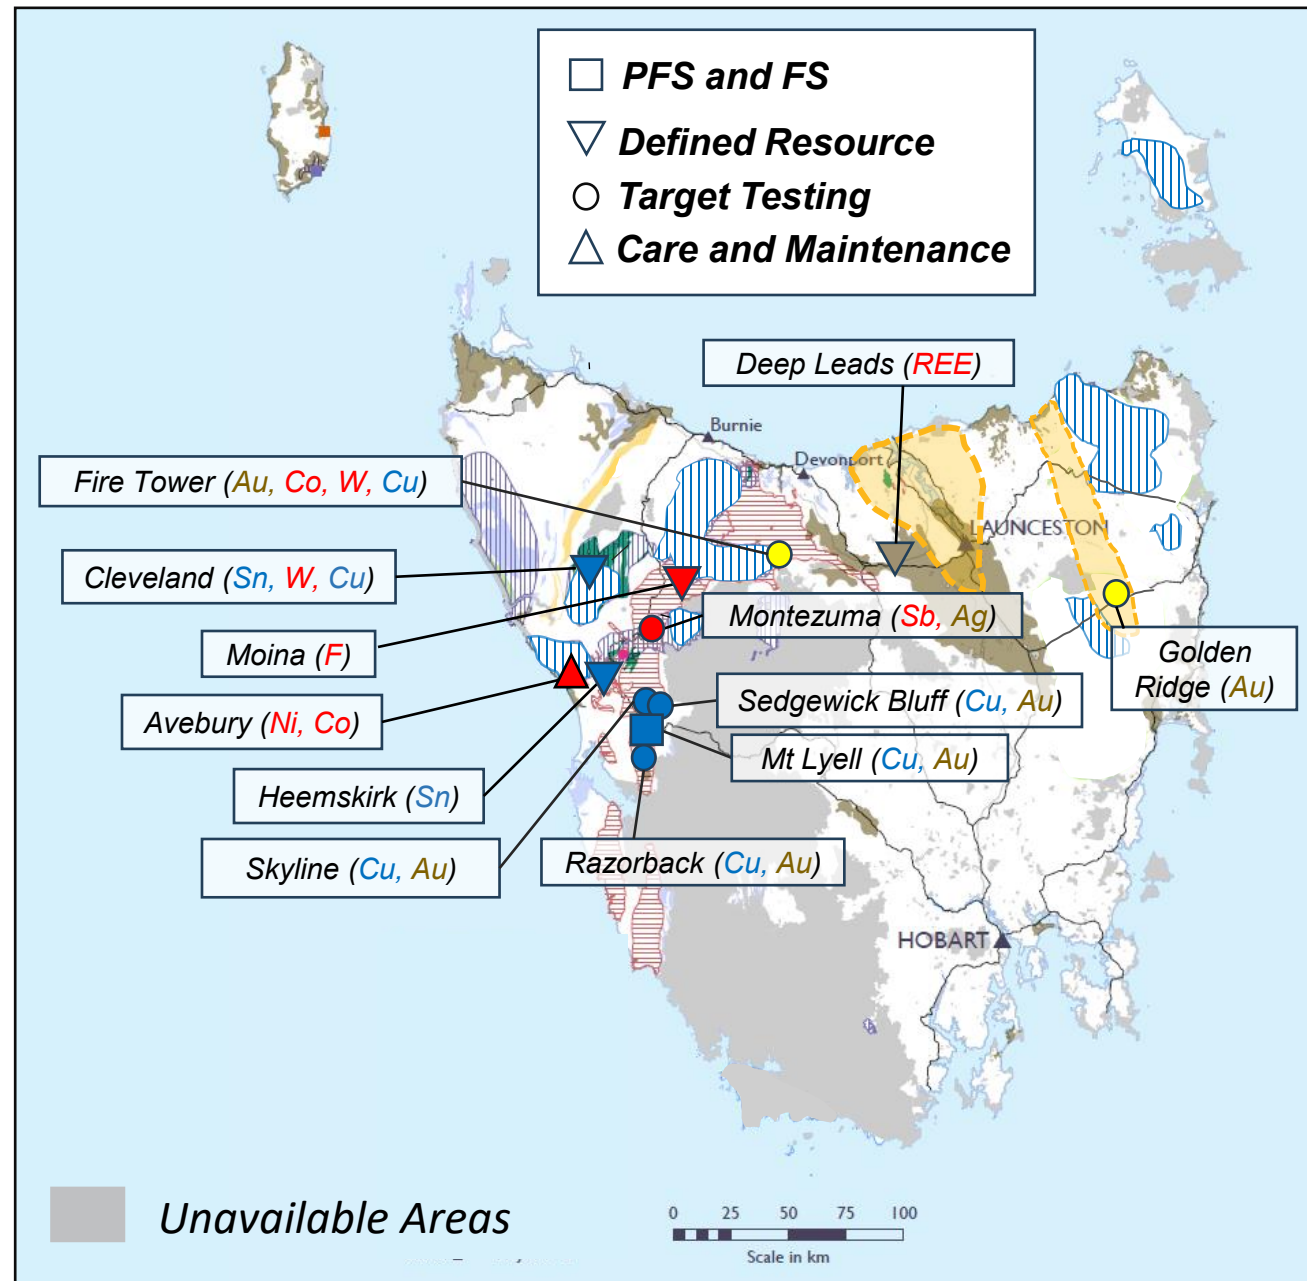 PFS and FS
Defined Resource
Target Testing
Care and Maintenance
Deep Leads (REE)
Burnie
Devonport
Fire Tower (Au, Co, W, Cu)
LAUNCESTON
Cleveland (Sn, W, Cu)
Montezuma (Sb, Ag)
Moina (F)
Golden
Ridge (Au)
Sedgewick Bluff (Cu, Au)
Avebury (Ni, Co)
Mt Lyell (Cu, Au)
Heemskirk (Sn)
Skyline (Cu, Au)
Razorback (Cu, Au)
HOBART
Unavailable Areas
0 25 50 75 100
Scale in km